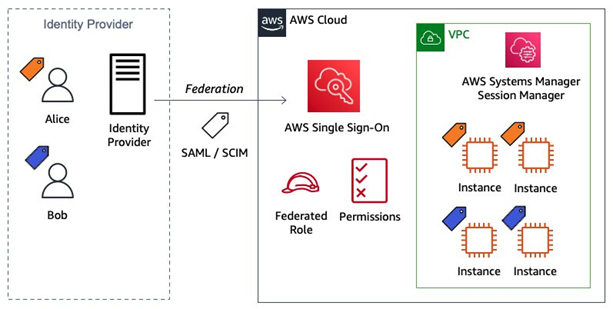 Identity Provider
Alice
Bob
Identity
Provider
Federation
SAML / SCIM
aws
AWS Cloud
AWS Single Sign-On
Federated
Role
Permissions
VPC
AWS Systems Manager
Session Manager
Instance
Instance
Instance
Instance